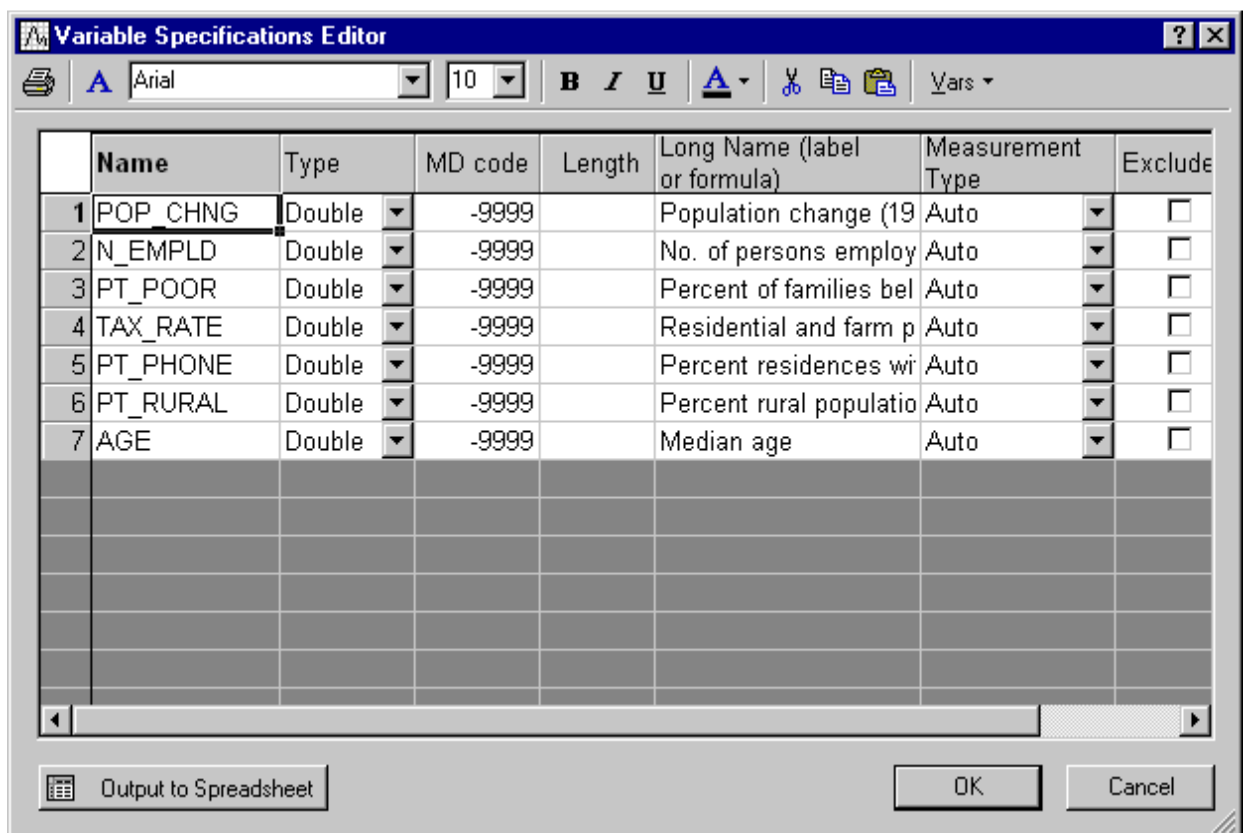 Variable Specifications Editor
A Arial 10 B I U A Vars
Name Type MD code Length Long Name (label or formula) Measurement Type Exclude
1 POP_CHNG Double -9999 Population change (19 Auto
2 N_EMPLD Double -9999 No. of persons employ Auto
3 PT_POOR Double -9999 Percent of families bel Auto
4 TAX_RATE Double -9999 Residential and farm p Auto
5 PT_PHONE Double -9999 Percent residences wi Auto
6 PT_RURAL Double -9999 Percent rural populatio Auto
7 AGE Double -9999 Median age Auto
Output to Spreadsheet OK Cancel